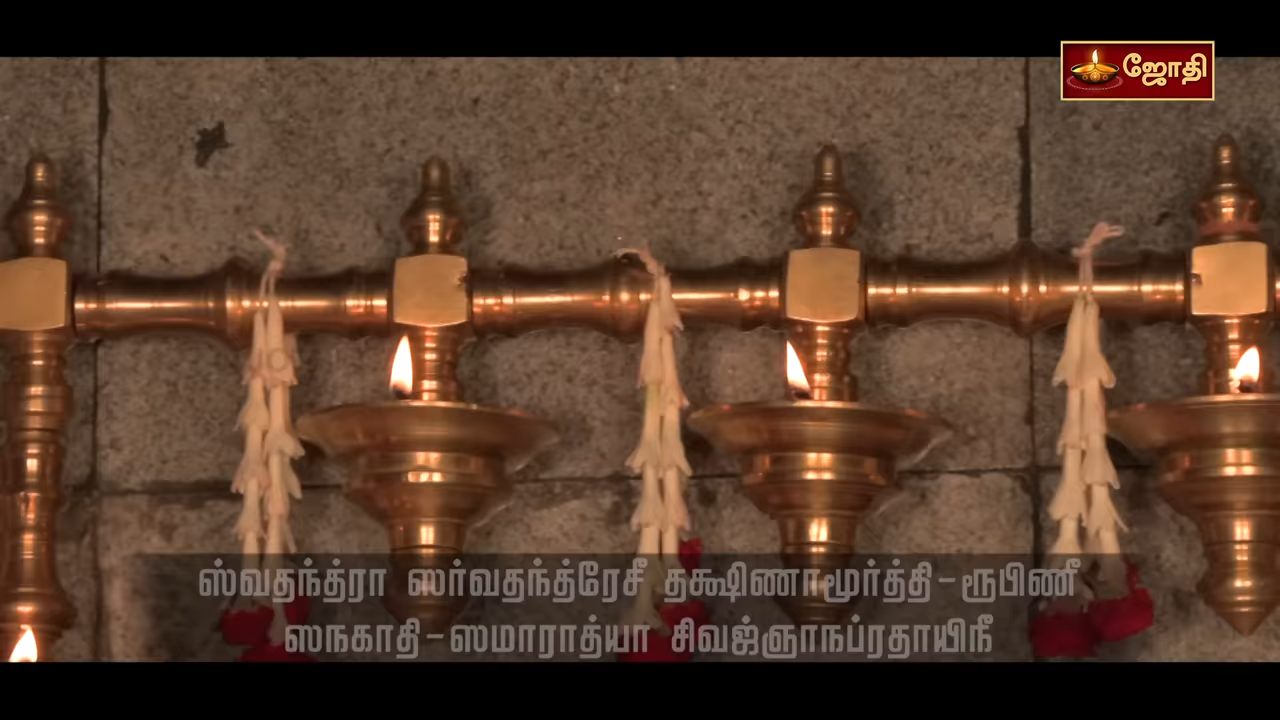 ஜோதி
ஸ்வதந்த்ரா ஸர்வதந்த்ரேசீ தக்ஷிணாமூர்த்தி-ரூபிணீ
ஸநகாதி-ஸமாராத்யா சிவஜ்ஞாநப்ரதாயிநீ